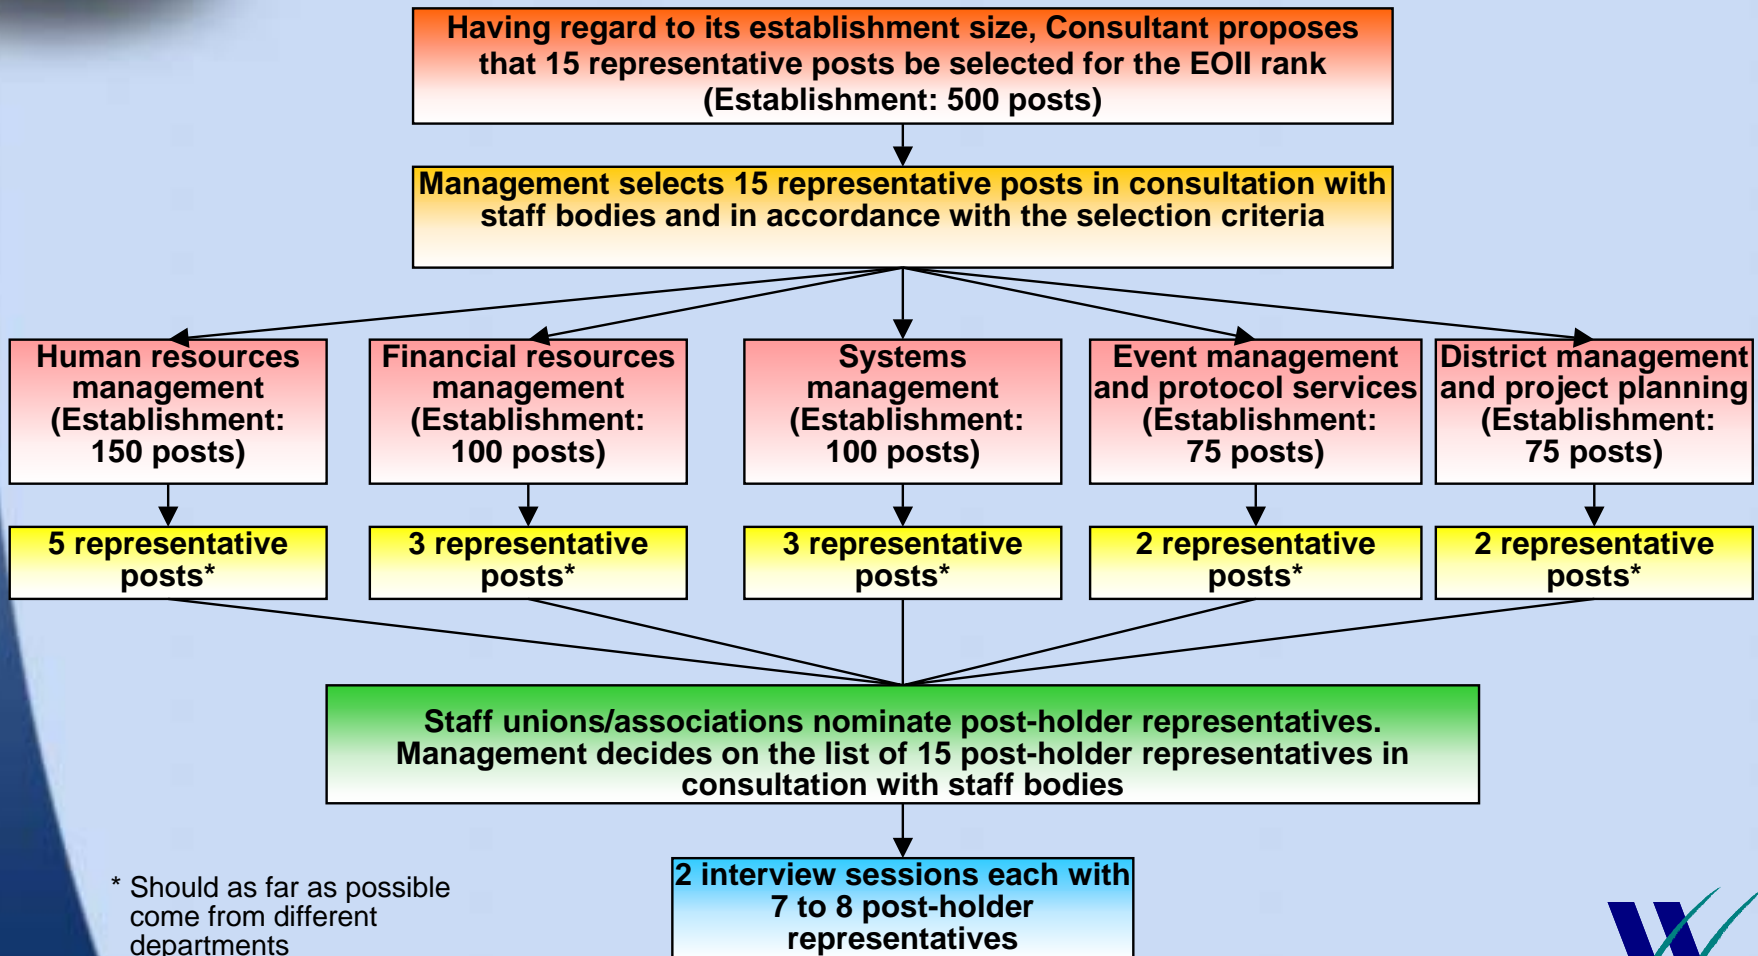 Having regard to its establishment size, Consultant proposes
that 15 representative posts be selected for the EOII rank
(Establishment: 500 posts)
Management selects 15 representative posts in consultation with
staff bodies and in accordance with the selection criteria
Human resources
management
(Establishment:
150 posts)
Financial resources
management
(Establishment:
100 posts)
Systems
management
(Establishment:
100 posts)
Event management
and protocol services
(Establishment:
75 posts)
District management
and project planning
(Establishment:
75 posts)
5 representative
posts*
3 representative
posts*
3 representative
posts*
2 representative
posts*
2 representative
posts*
Staff unions/associations nominate post-holder representatives.
Management decides on the list of 15 post-holder representatives in
consultation with staff bodies
2 interview sessions each with
7 to 8 post-holder
representatives
* Should as far as possible
come from different
departments
W